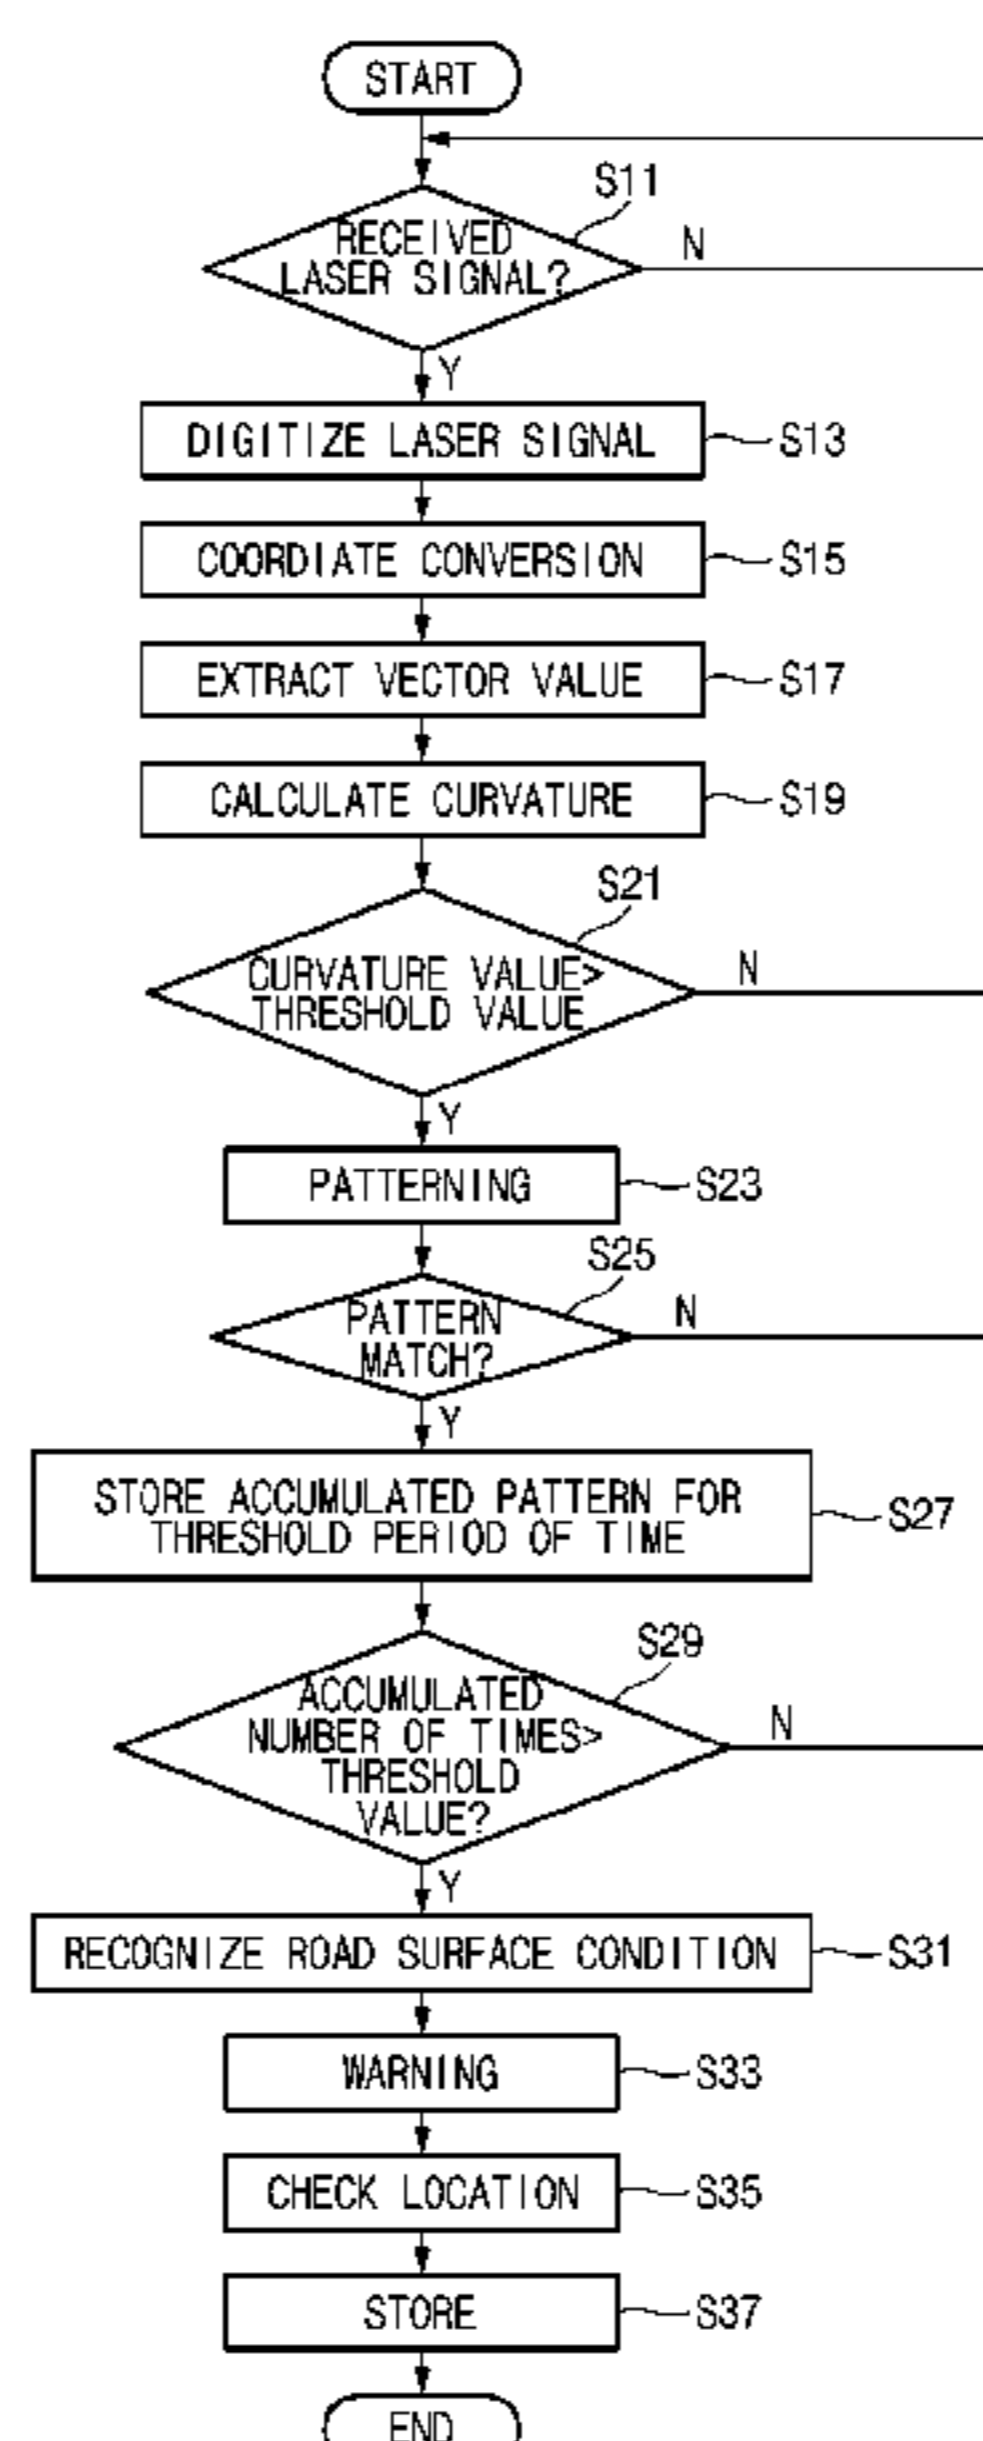 START
S11
RECEIVED
LASER SIGNAL?
N
Y
DIGITIZE LASER SIGNAL
S13
COORDIATE CONVERSION
S15
EXTRACT VECTOR VALUE
S17
CALCULATE CURVATURE
S19
S21
CURVATURE VALUE>
THRESHOLD VALUE
N
Y
PATTERNING
S23
S25
PATTERN
MATCH?
N
Y
STORE ACCUMULATED PATTERN FOR
THRESHOLD PERIOD OF TIME
S27
S29
ACCUMULATED
NUMBER OF TIMES>
THRESHOLD
VALUE?
N
Y
RECOGNIZE ROAD SURFACE CONDITION
S31
WARNING
S33
CHECK LOCATION
S35
STORE
S37
END